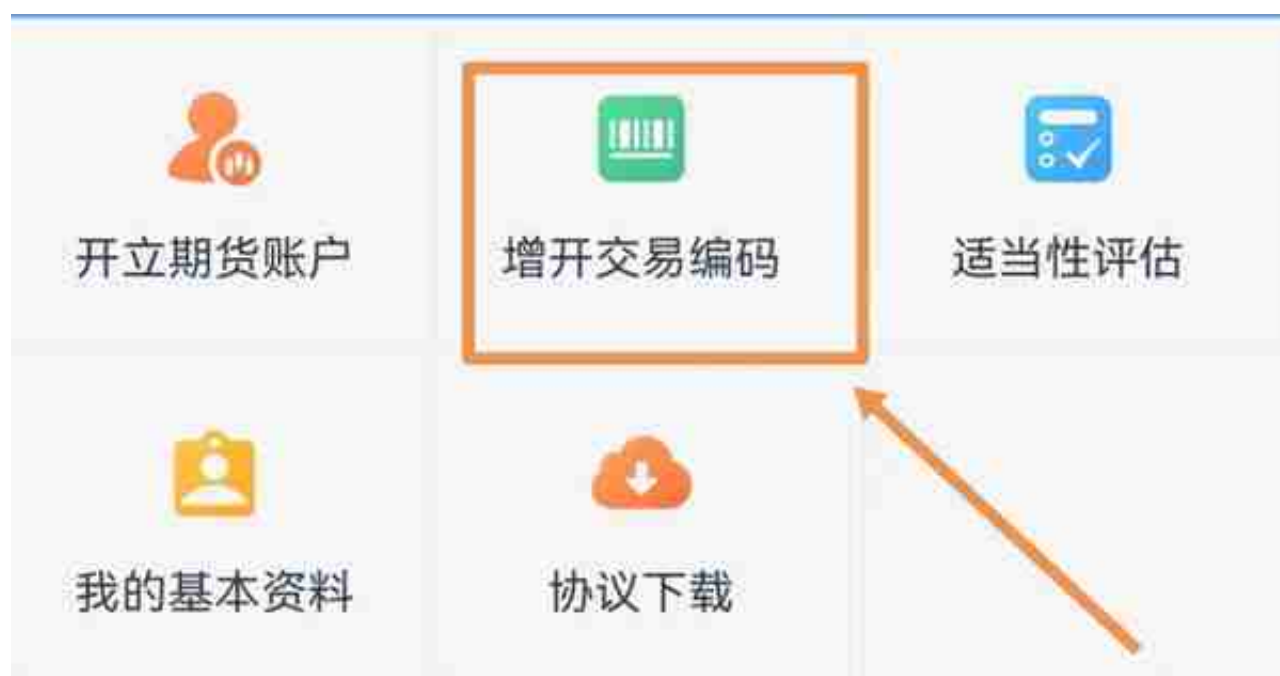 开立期货账户
增开交易编码
适当性评估
我的基本资料
协议下载